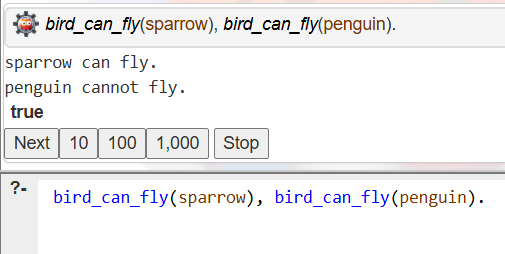 bird_can_fly(sparrow), bird_can_fly(penguin).
sparrow can fly.
penguin cannot fly.
true
Next 10 100 1,000 Stop
?- bird_can_fly(sparrow), bird_can_fly(penguin).